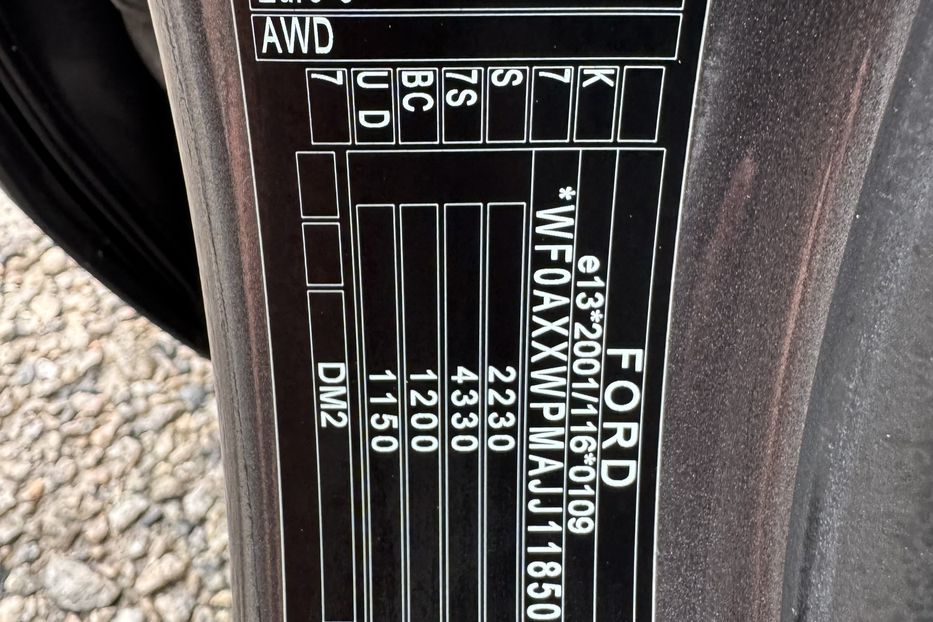 AWD
K
7
S
7S
BC
U D
7
FORD
e13*2001/116*0109
*WF0AXXWPMAJJ11850
2230
4330
1200
1150
DM2